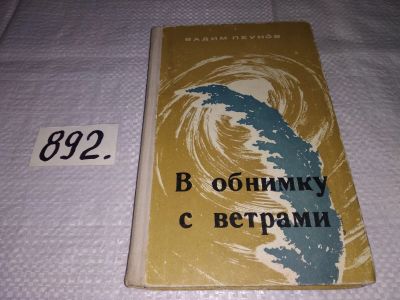 ВАДИМ ПЕУНОВ
892.
В обнимку
с ветрами